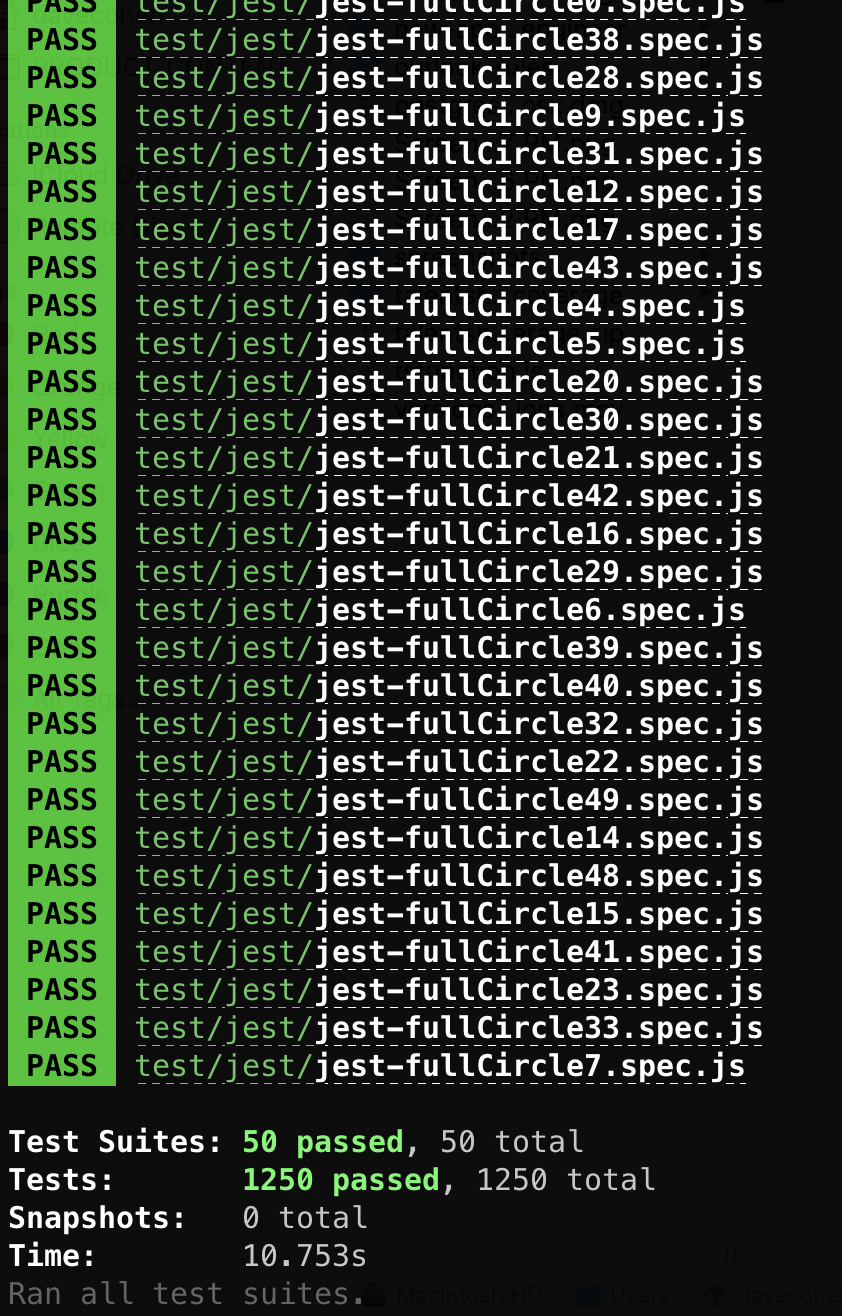 PASS test/jest/jest-fullCircle0.spec.js
PASS test/jest/jest-fullCircle38.spec.js
PASS test/jest/jest-fullCircle28.spec.js
PASS test/jest/jest-fullCircle9.spec.js
PASS test/jest/jest-fullCircle31.spec.js
PASS test/jest/jest-fullCircle12.spec.js
PASS test/jest/jest-fullCircle17.spec.js
PASS test/jest/jest-fullCircle43.spec.js
PASS test/jest/jest-fullCircle4.spec.js
PASS test/jest/jest-fullCircle5.spec.js
PASS test/jest/jest-fullCircle20.spec.js
PASS test/jest/jest-fullCircle30.spec.js
PASS test/jest/jest-fullCircle21.spec.js
PASS test/jest/jest-fullCircle42.spec.js
PASS test/jest/jest-fullCircle16.spec.js
PASS test/jest/jest-fullCircle29.spec.js
PASS test/jest/jest-fullCircle6.spec.js
PASS test/jest/jest-fullCircle39.spec.js
PASS test/jest/jest-fullCircle40.spec.js
PASS test/jest/jest-fullCircle32.spec.js
PASS test/jest/jest-fullCircle22.spec.js
PASS test/jest/jest-fullCircle49.spec.js
PASS test/jest/jest-fullCircle14.spec.js
PASS test/jest/jest-fullCircle48.spec.js
PASS test/jest/jest-fullCircle15.spec.js
PASS test/jest/jest-fullCircle41.spec.js
PASS test/jest/jest-fullCircle23.spec.js
PASS test/jest/jest-fullCircle33.spec.js
PASS test/jest/jest-fullCircle7.spec.js
Test Suites: 50 passed, 50 total
Tests: 1250 passed, 1250 total
Snapshots: 0 total
Time: 10.753s
Ran all test suites. Macintosh HD › Users › davecohe